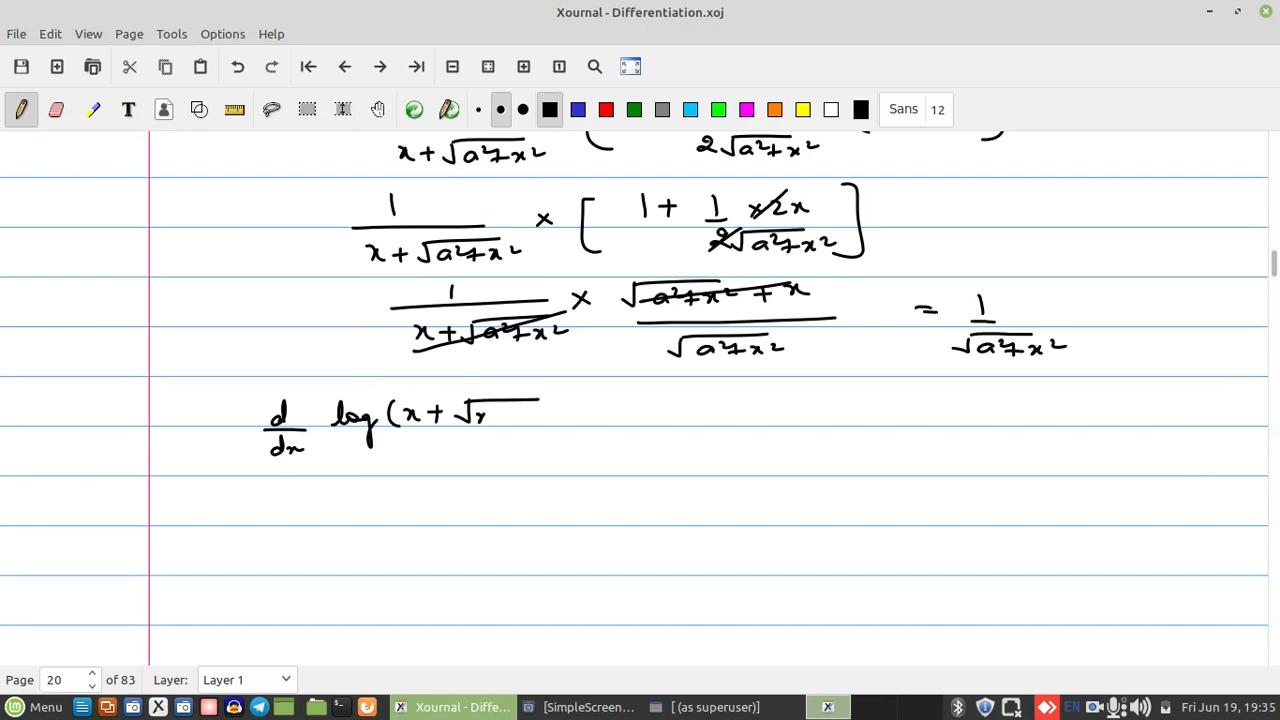 Xournal - Differentiation.xoj
File Edit View Page Tools Options Help
Sans 12
x + √a²+x² 2√a²+x²
1/(x + √a²+x²) × [ 1 + 1/(2√a²+x²) × 2x ]
1/(x + √a²+x²) × (√a²+x² + x)/√a²+x² = 1/√a²+x²
d/dx log(x + √x
Page 20 of 83 Layer: Layer 1
Menu Xournal - Diffe... [SimpleScreen... [ (as superuser)] EN Fri Jun 19, 19:35